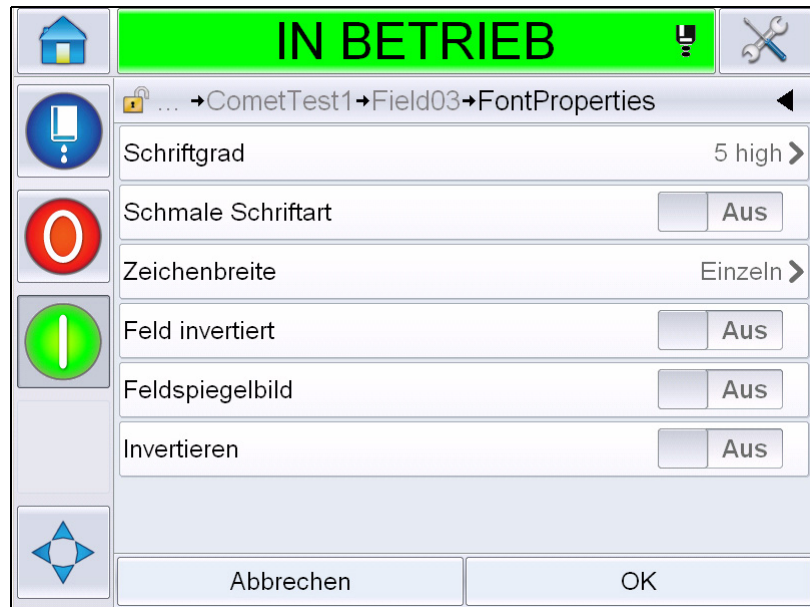 IN BETRIEB
... →CometTest1→Field03→FontProperties
Schriftgrad 5 high
Schmale Schriftart Aus
Zeichenbreite Einzeln
Feld invertiert Aus
Feldspiegelbild Aus
Invertieren Aus
Abbrechen OK